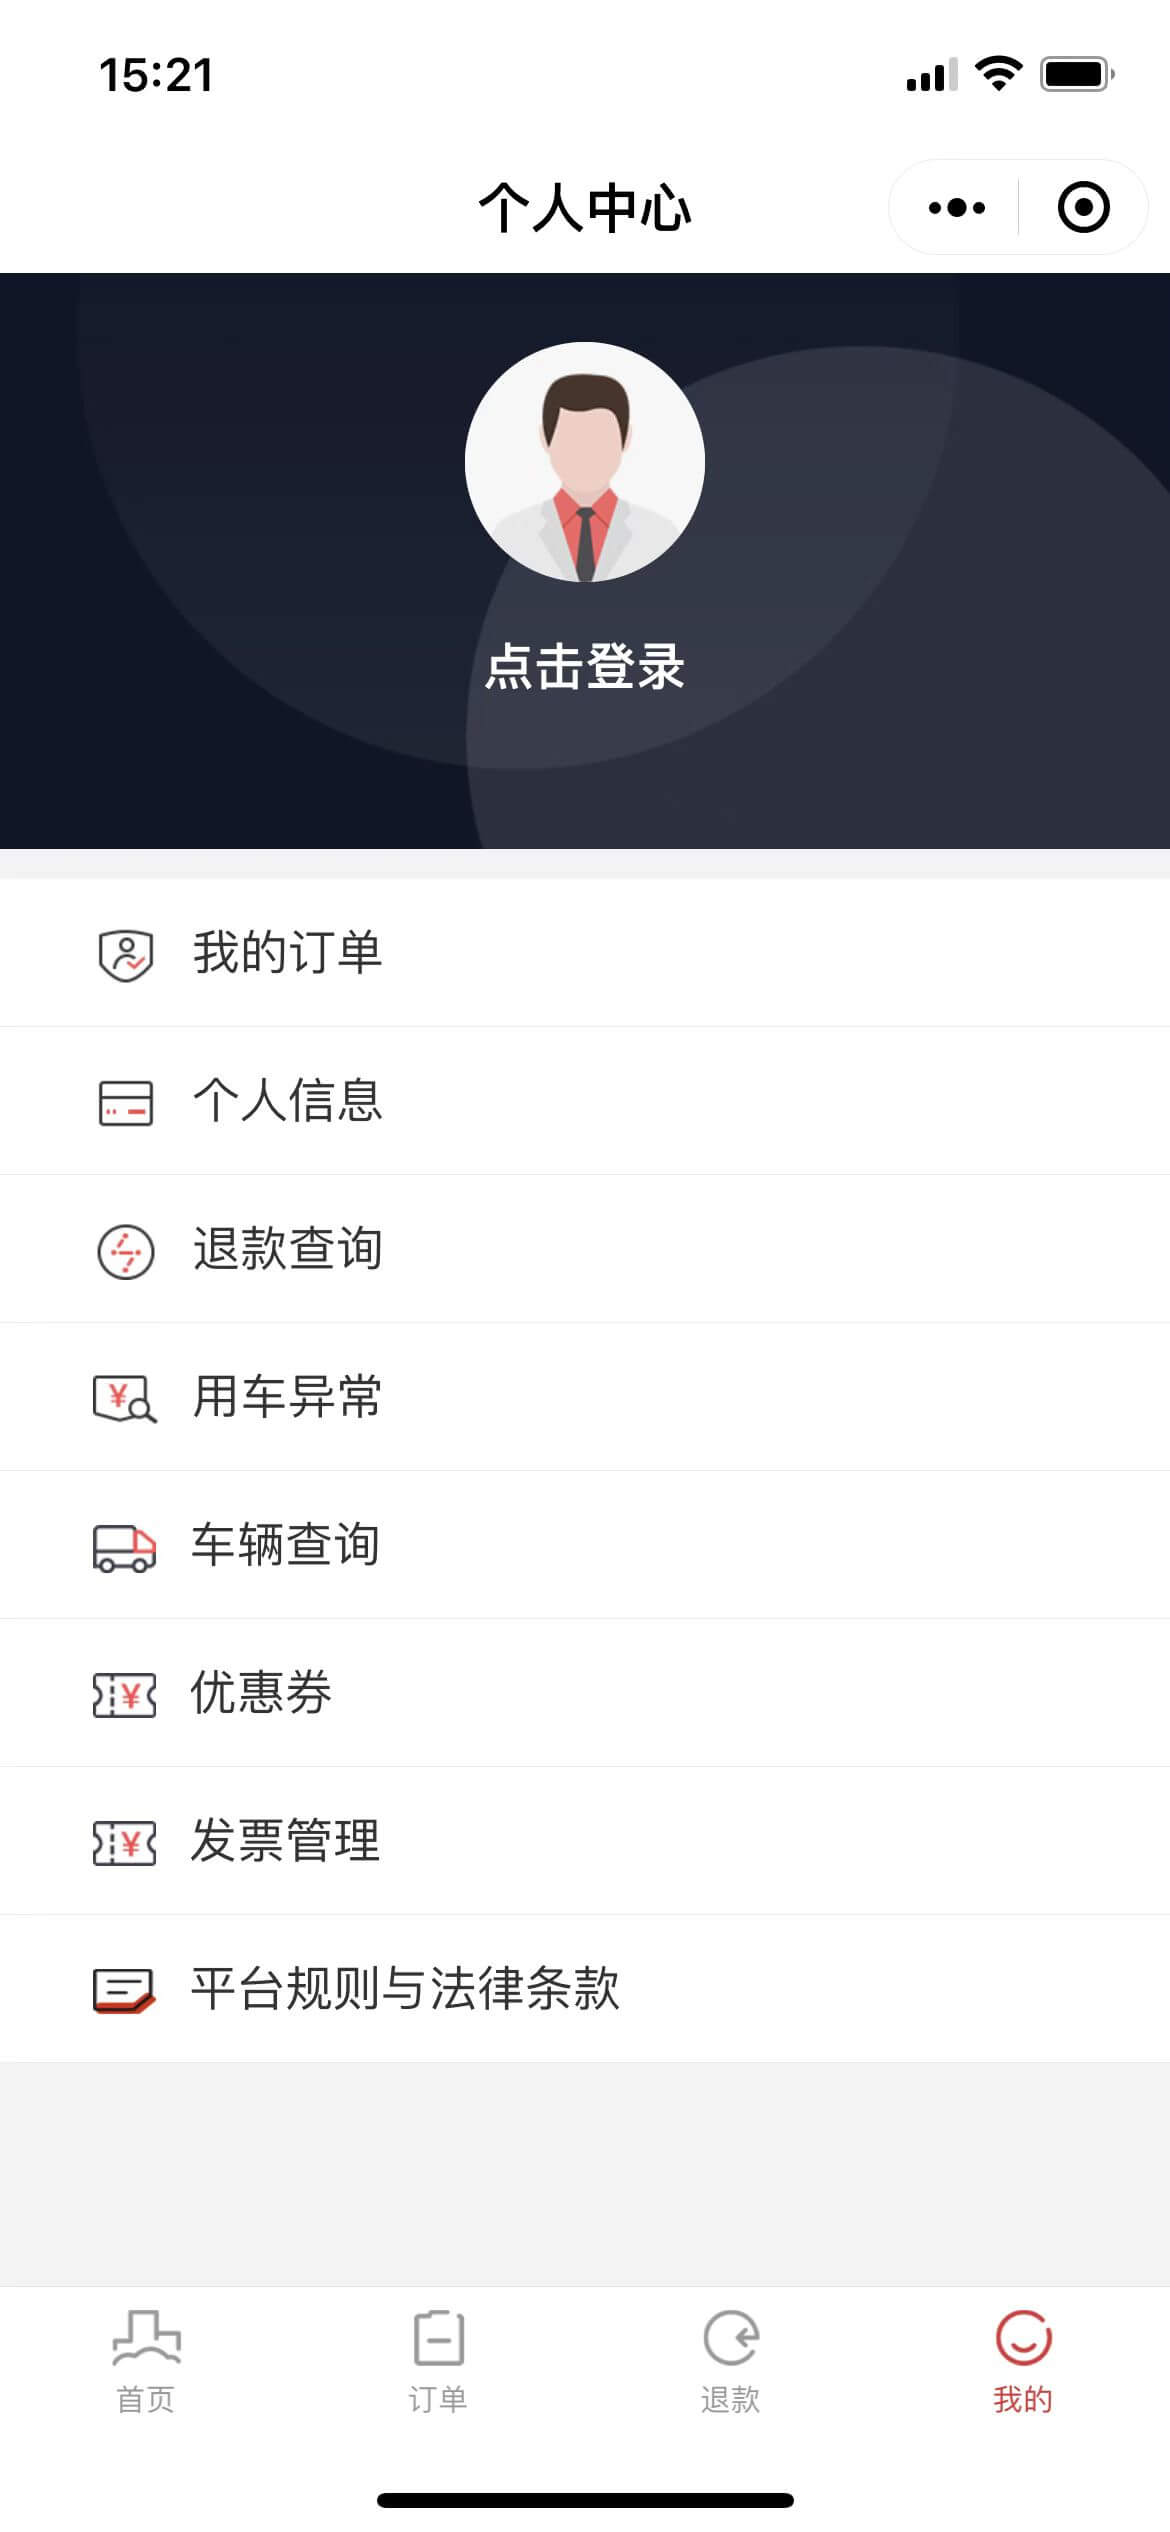 15:21
个人中心
点击登录
我的订单
个人信息
退款查询
用车异常
车辆查询
优惠券
发票管理
平台规则与法律条款
首页
订单
退款
我的